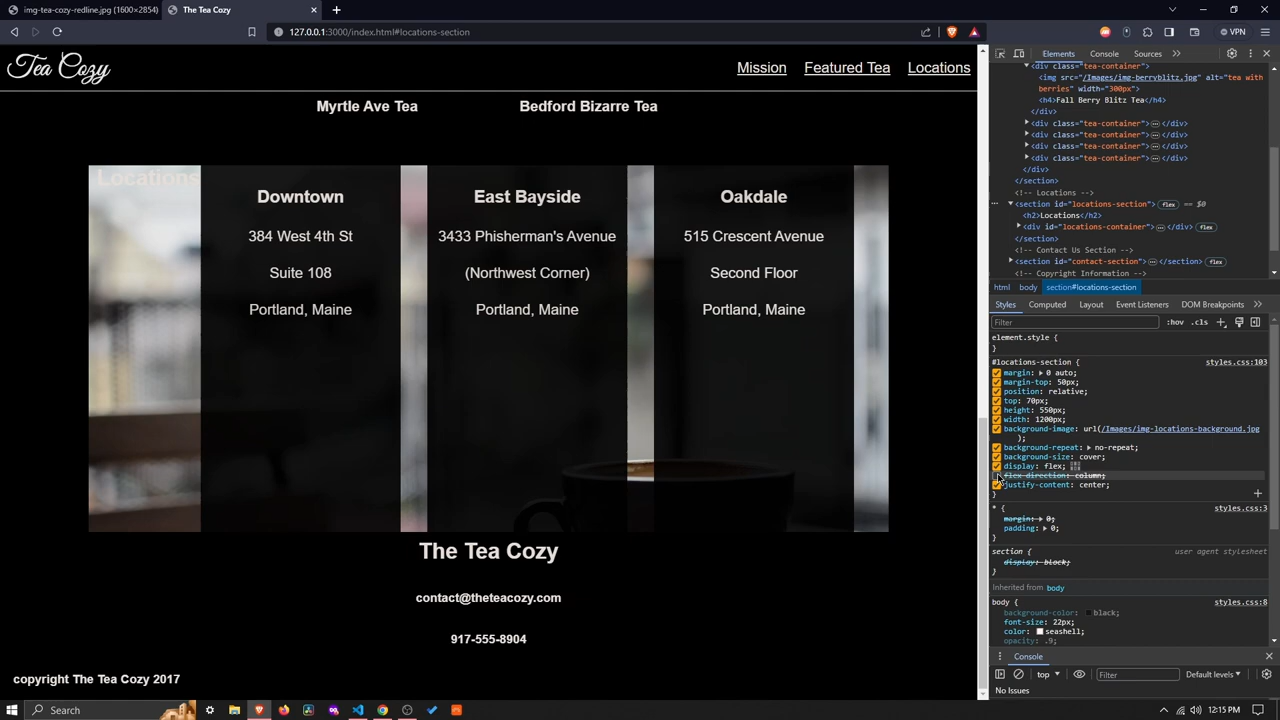 img-tea-cozy-redline.jpg (1600×2854)
The Tea Cozy
127.0.0.1:3000/index.html#locations-section
VPN
Tea Cozy
Mission
Featured Tea
Locations
Myrtle Ave Tea
Bedford Bizarre Tea
Locations
Downtown
384 West 4th St
Suite 108
Portland, Maine
East Bayside
3433 Phisherman's Avenue
(Northwest Corner)
Portland, Maine
Oakdale
515 Crescent Avenue
Second Floor
Portland, Maine
The Tea Cozy
contact@theteacozy.com
917-555-8904
copyright The Tea Cozy 2017
Elements Console Sources
<div class="tea-container">
<img src="/Images/img-berryblitz.jpg" alt="tea with
berries" width="300px">
<h4>Fall Berry Blitz Tea</h4>
</div>
<div class="tea-container"> </div>
<div class="tea-container"> </div>
<div class="tea-container"> </div>
<div class="tea-container"> </div>
</div>
</section>
<!-- Locations -->
<section id="locations-section"> flex == $0
<h2>Locations</h2>
<div id="locations-container"> </div> flex
</section>
<!-- Contact Us Section -->
<section id="contact-section"> </section> flex
<!-- Copyright Information -->
html body section#locations-section
Styles Computed Layout Event Listeners DOM Breakpoints
Filter :hov .cls
element.style {
}
#locations-section { styles.css:103
margin: 0 auto;
margin-top: 50px;
position: relative;
top: 70px;
height: 550px;
width: 1200px;
background-image: url(/Images/img-locations-background.jpg
);
background-repeat: no-repeat;
background-size: cover;
display: flex;
flex-direction: column;
justify-content: center;
}
* { styles.css:3
margin: 0;
padding: 0;
}
section { user agent stylesheet
display: block;
}
Inherited from body
body { styles.css:8
background-color: black;
font-size: 22px;
color: seashell;
opacity: .9;
Console
top Filter Default levels
No Issues
Search
12:15 PM